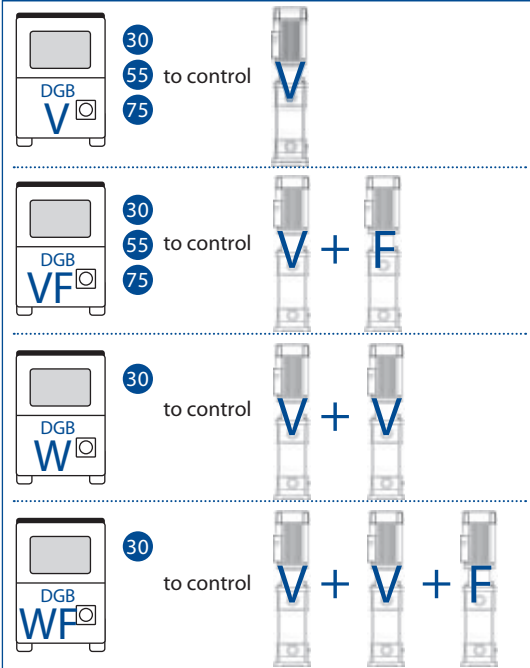 30
55
75
DGB
V
to control
V
30
55
75
DGB
VF
to control
V + F
30
DGB
W
to control
V + V
30
DGB
WF
to control
V + V + F